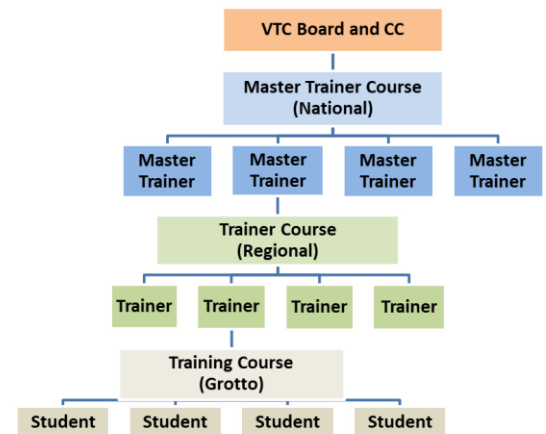 VTC Board and CC
Master Trainer Course
(National)
Master
Trainer
Master
Trainer
Master
Trainer
Master
Trainer
Trainer Course
(Regional)
Trainer
Trainer
Trainer
Trainer
Training Course
(Grotto)
Student
Student
Student
Student